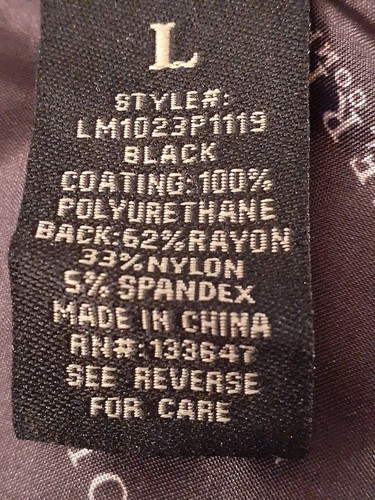 L
STYLE#:
LM1023P1119
BLACK
COATING:100%
POLYURETHANE
BACK:62%RAYON
33%NYLON
5% SPANDEX
MADE IN CHINA
RN#:133647
SEE REVERSE
FOR CARE